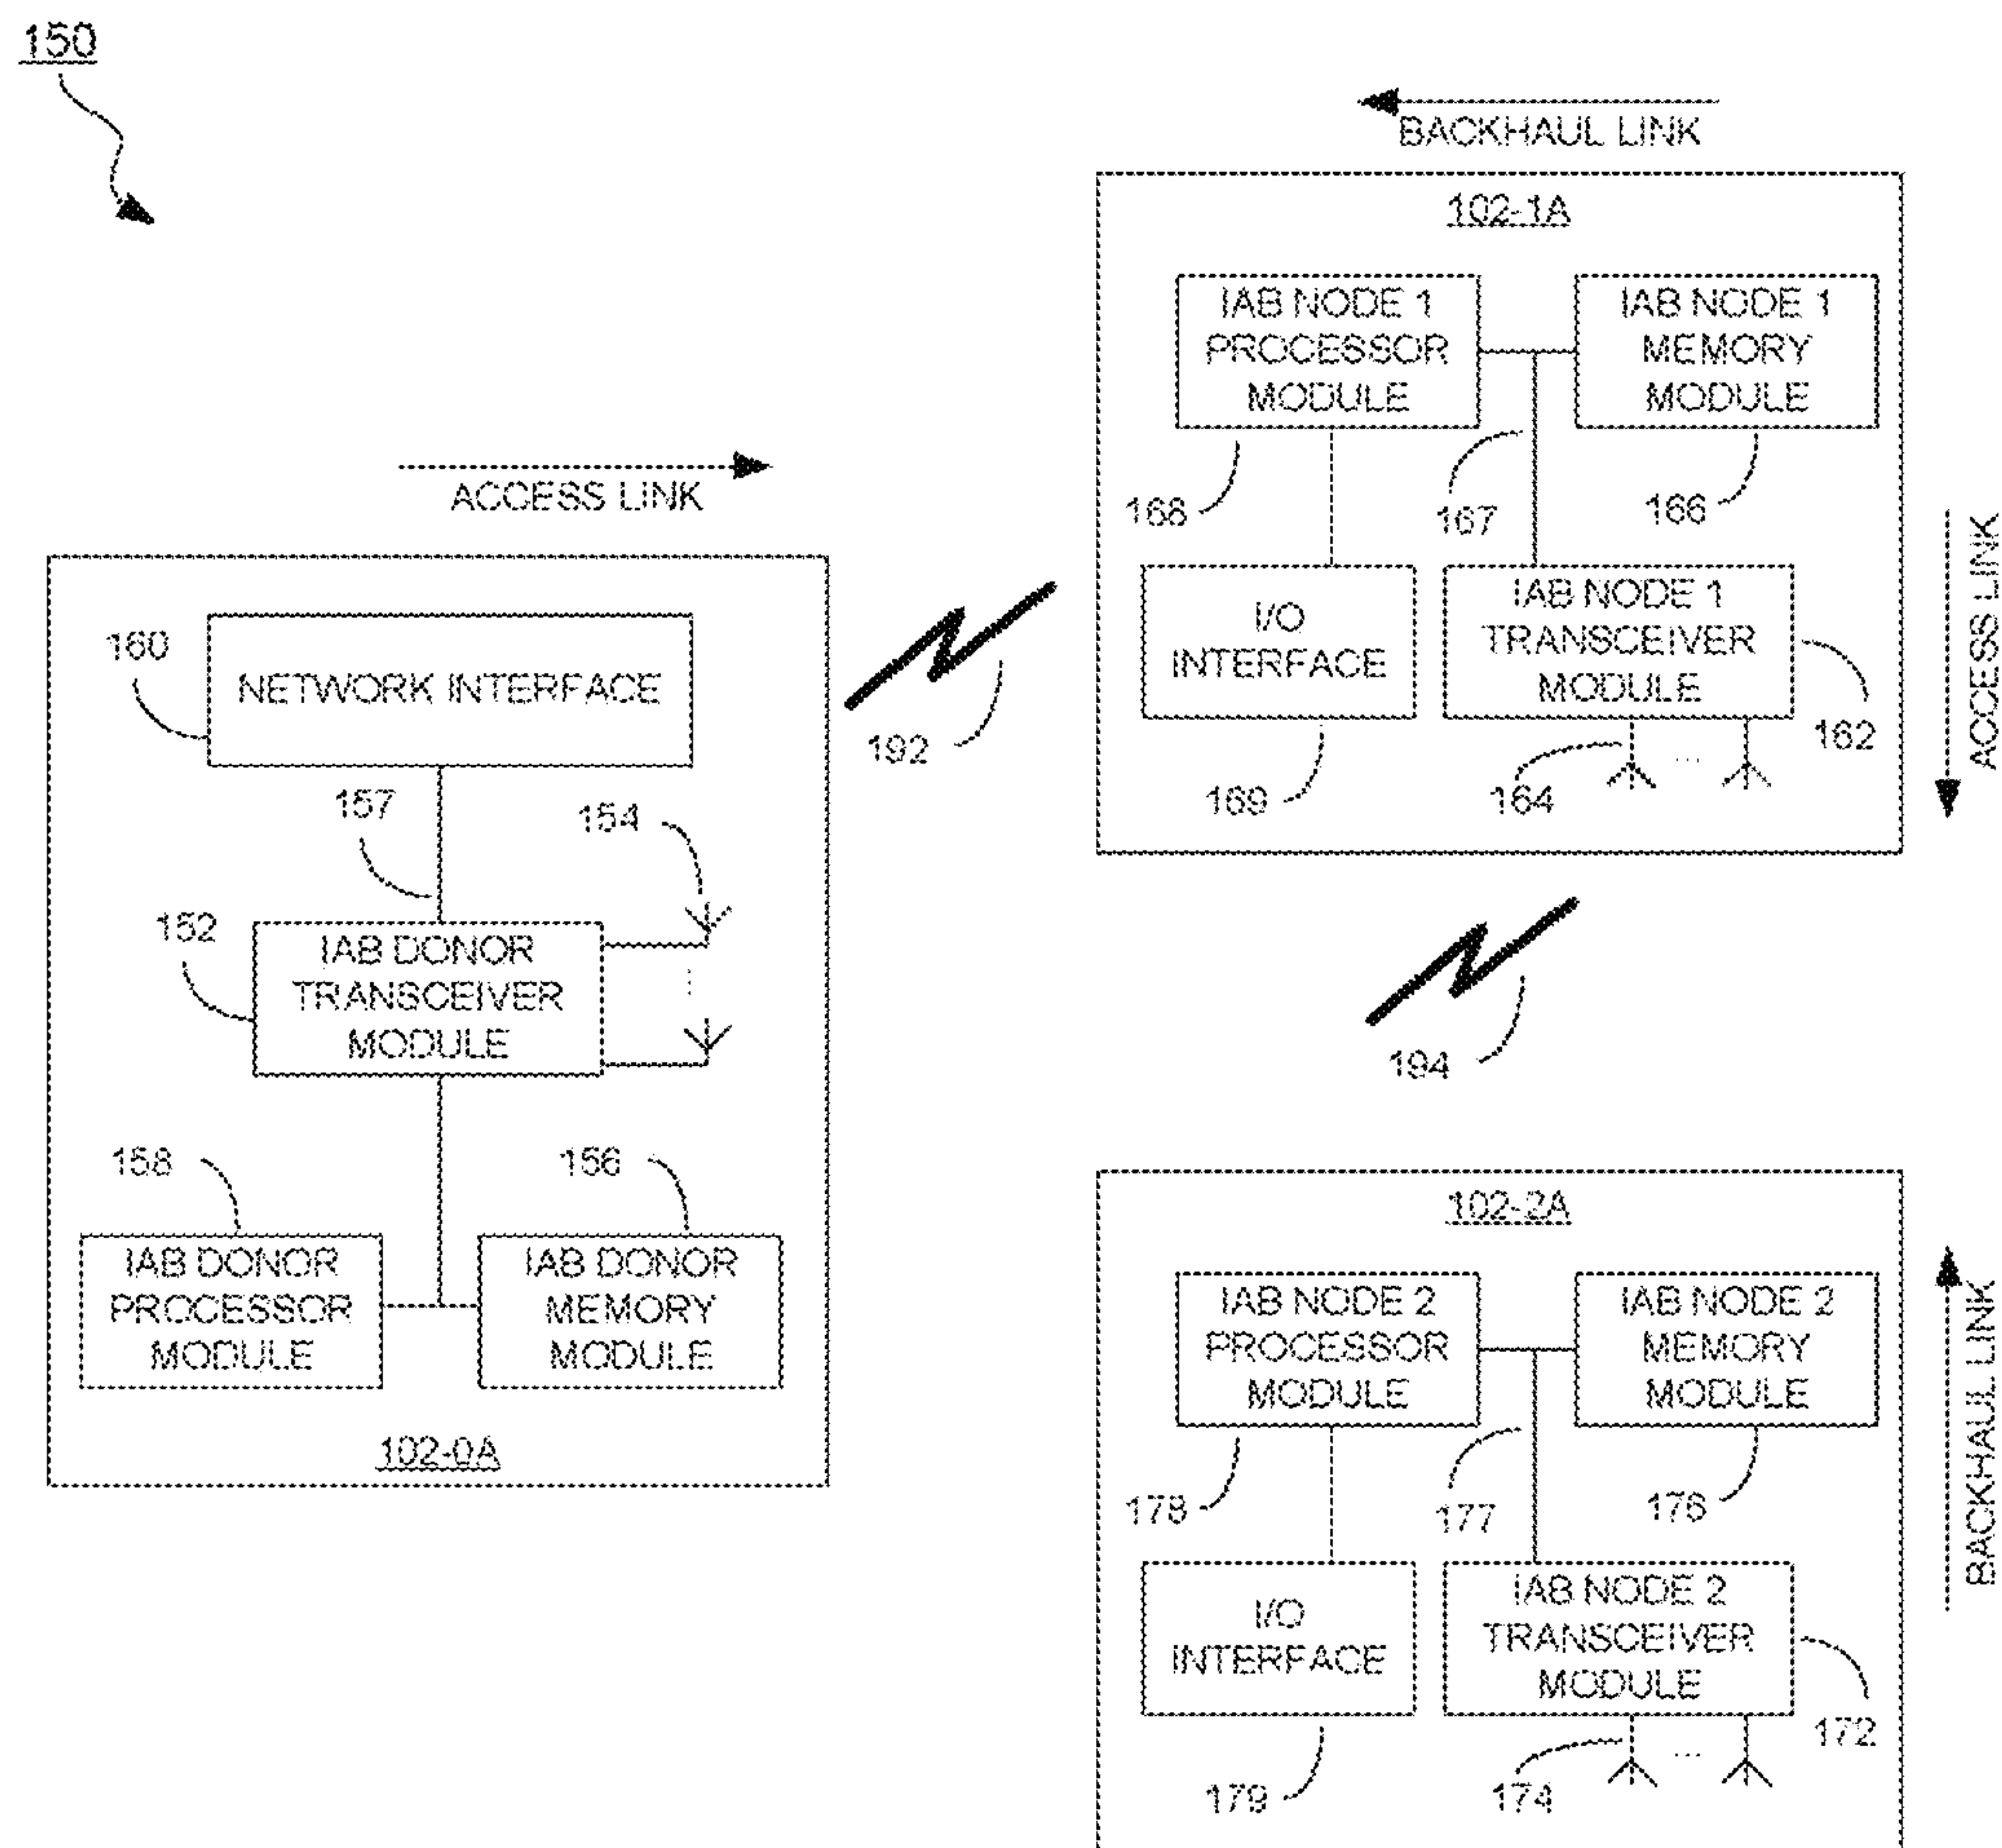 150
BACKHAUL LINK
102-1A
IAB NODE 1
PROCESSOR
MODULE
IAB NODE 1
MEMORY
MODULE
168
167
166
ACCESS LINK
I/O
INTERFACE
IAB NODE 1
TRANSCEIVER
MODULE
169
164
...
162
ACCESS LINK
192
160
NETWORK INTERFACE
157
154
152
IAB DONOR
TRANSCEIVER
MODULE
...
158
156
IAB DONOR
PROCESSOR
MODULE
IAB DONOR
MEMORY
MODULE
102-0A
194
102-2A
IAB NODE 2
PROCESSOR
MODULE
IAB NODE 2
MEMORY
MODULE
178
177
176
BACKHAUL LINK
I/O
INTERFACE
IAB NODE 2
TRANSCEIVER
MODULE
179
174
...
172